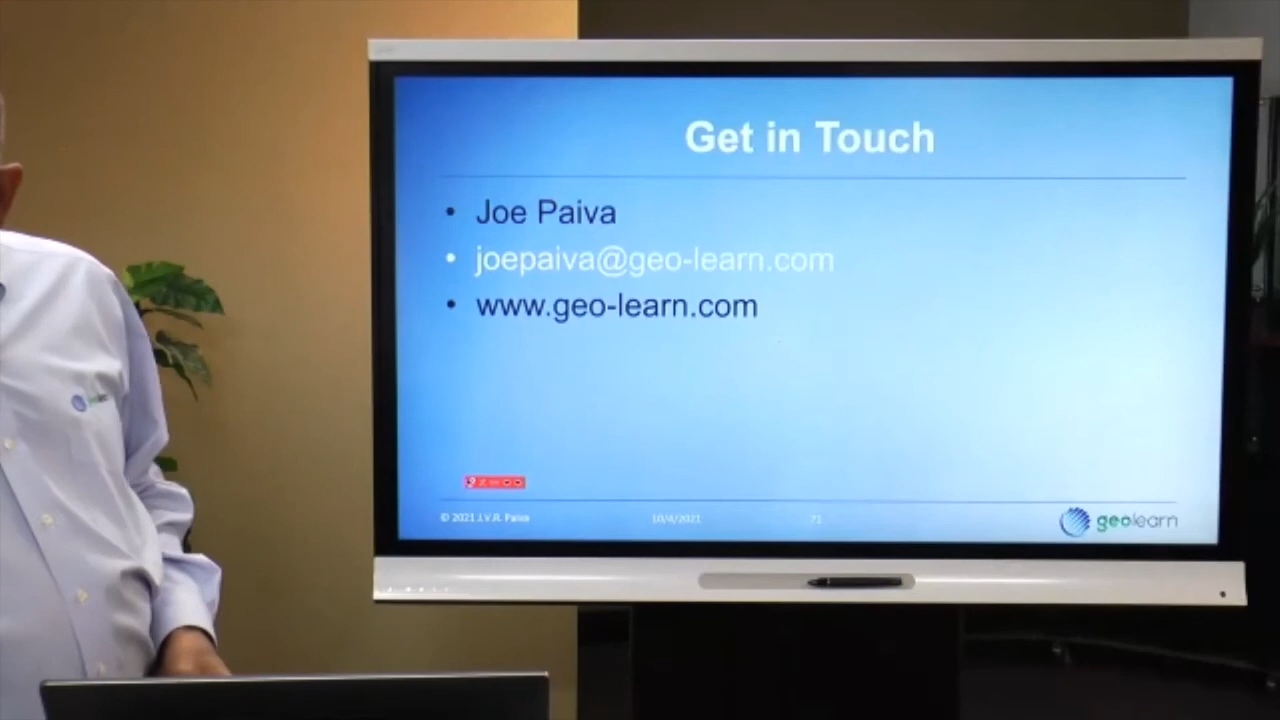 Get in Touch
• Joe Paiva
• joepaiva@geo-learn.com
• www.geo-learn.com
© 2021 J.V.R. Paiva
10/4/2021
71
geolearn